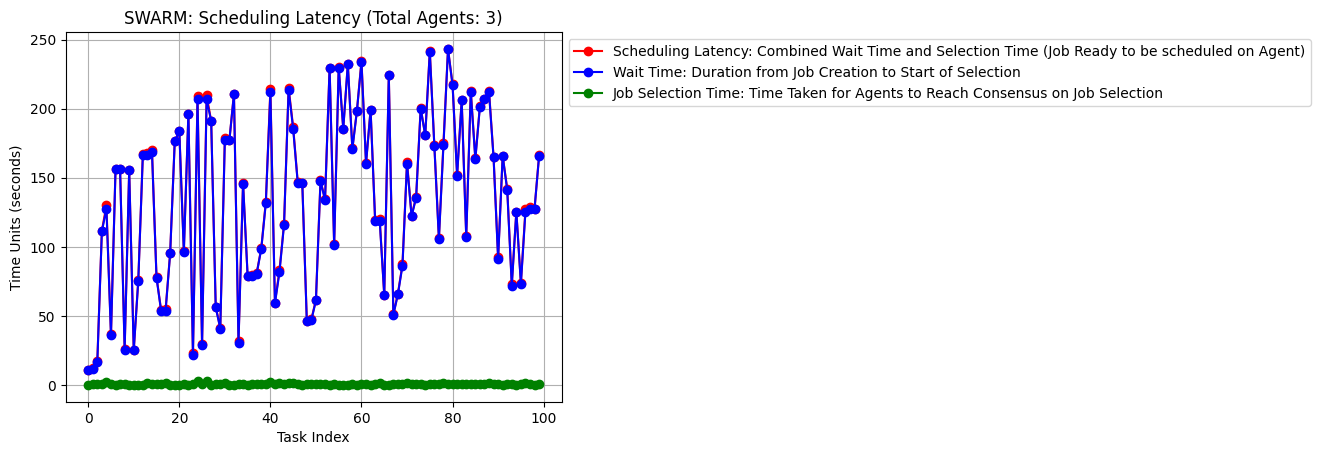 SWARM: Scheduling Latency (Total Agents: 3)
Scheduling Latency: Combined Wait Time and Selection Time (Job Ready to be scheduled on Agent)
Wait Time: Duration from Job Creation to Start of Selection
Job Selection Time: Time Taken for Agents to Reach Consensus on Job Selection
Time Units (seconds)
250
200
150
100
50
0
0 20 40 60 80 100
Task Index